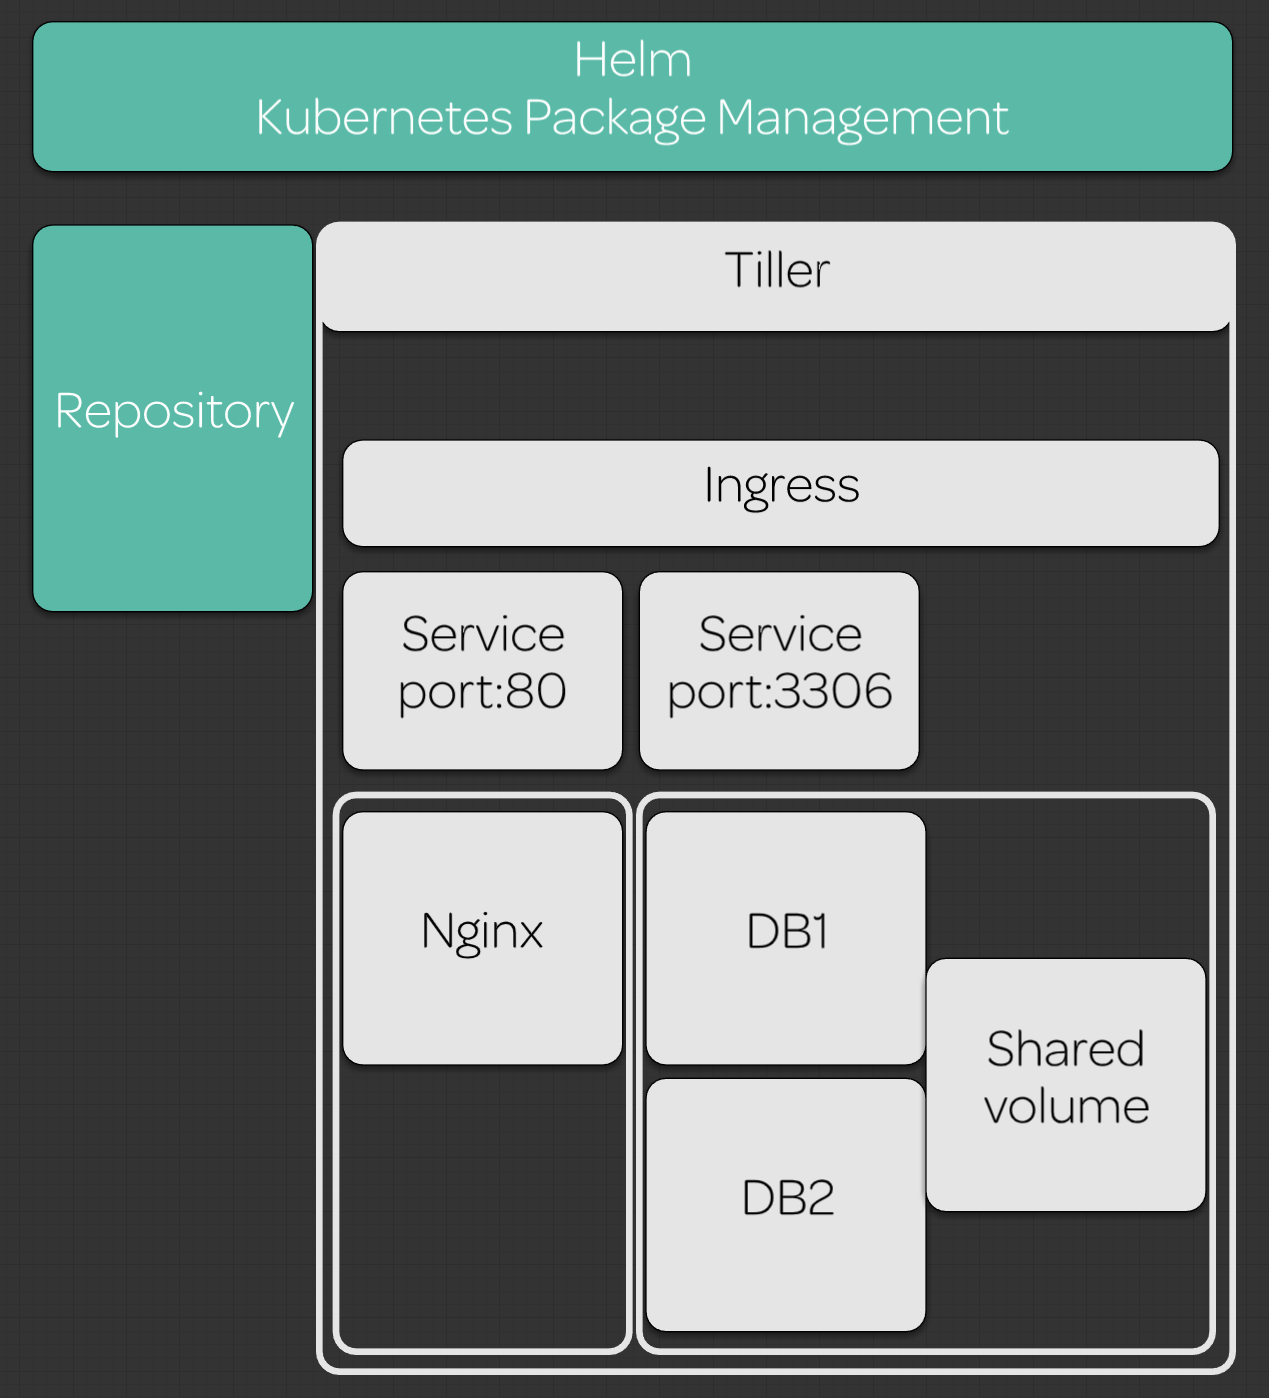 Helm
Kubernetes Package Management
Repository
Tiller
Ingress
Service
port:80
Service
port:3306
Nginx
DB1
Shared
volume
DB2